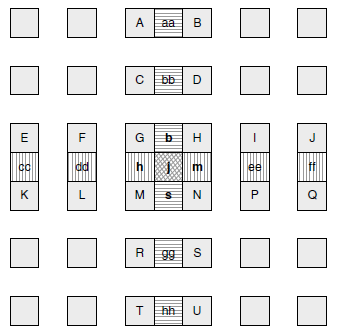 A aa B
C bb D
E F G b H I J
cc dd h j m ee ff
K L M s N P Q
R gg S
T hh U